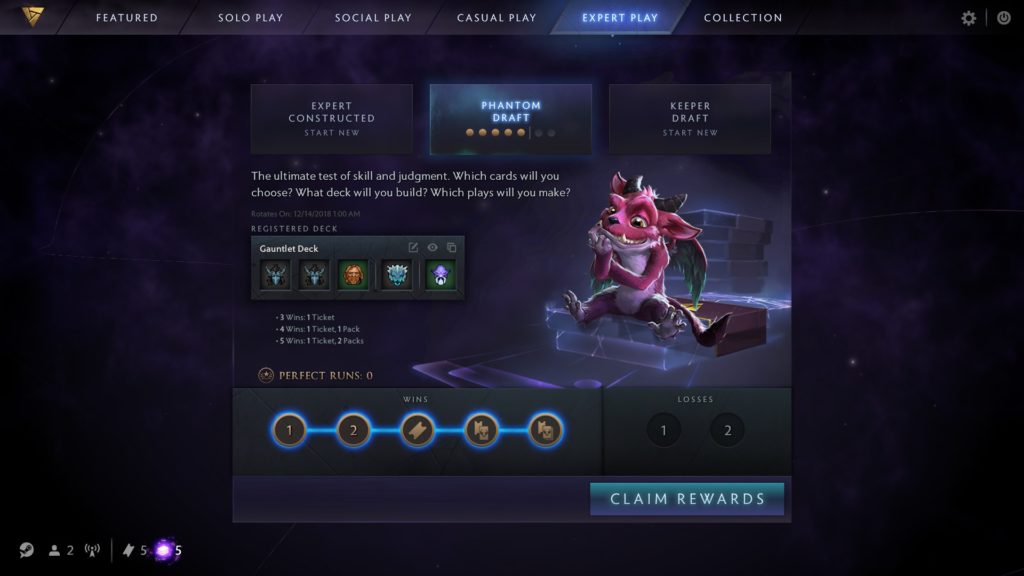 FEATURED
SOLO PLAY
SOCIAL PLAY
CASUAL PLAY
EXPERT PLAY
COLLECTION
EXPERT
CONSTRUCTED
START NEW
PHANTOM
DRAFT
KEEPER
DRAFT
START NEW
The ultimate test of skill and judgment. Which cards will you
choose? What deck will you build? Which plays will you make?
Rotates On: 12/14/2018 1:00 AM
REGISTERED DECK
Gauntlet Deck
• 3 Wins: 1 Ticket
• 4 Wins: 1 Ticket, 1 Pack
• 5 Wins: 1 Ticket, 2 Packs
PERFECT RUNS: 0
WINS
1
2
LOSSES
1
2
CLAIM REWARDS
2
5
5